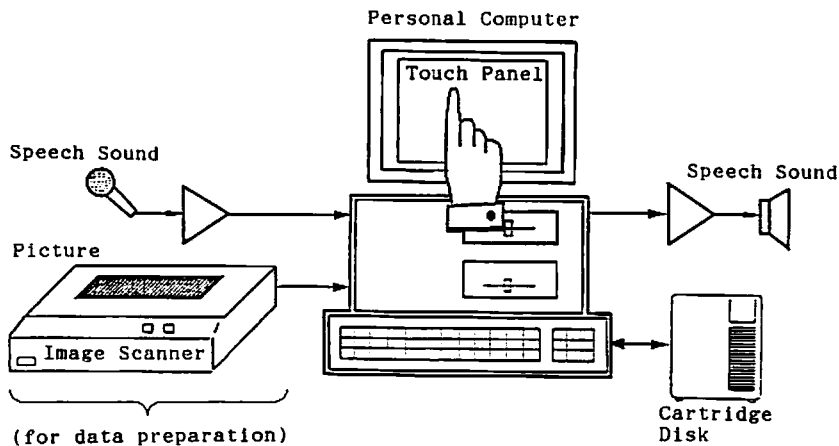 Personal Computer
Touch Panel
Speech Sound
Speech Sound
Picture
Image Scanner
(for data preparation)
Cartridge
Disk